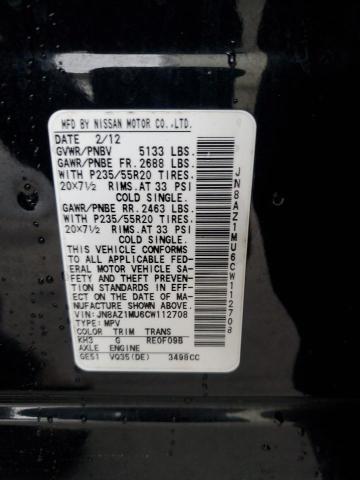 MFD BY NISSAN MOTOR CO.,LTD.
DATE 2/12
GVWR/PNBV 5133 LBS.
GAWR/PNBE FR. 2688 LBS.
WITH P235/55R20 TIRES,
20X7½ RIMS,AT 33 PSI
COLD SINGLE.
GAWR/PNBE RR. 2463 LBS.
WITH P235/55R20 TIRES,
20X7½ RIMS,AT 33 PSI
COLD SINGLE.
THIS VEHICLE CONFORMS
TO ALL APPLICABLE FED-
ERAL MOTOR VEHICLE SA-
FETY AND THEFT PREVEN-
TION STANDARDS IN EFF-
ECT ON THE DATE OF MA-
NUFACTURE SHOWN ABOVE.
VIN:JN8AZ1MU6CW112708
TYPE: MPV
COLOR TRIM TRANS
KH3 G RE0F09B
AXLE ENGINE
GE51 VQ35(DE) 3498CC
JN8AZ1MU6CW112708